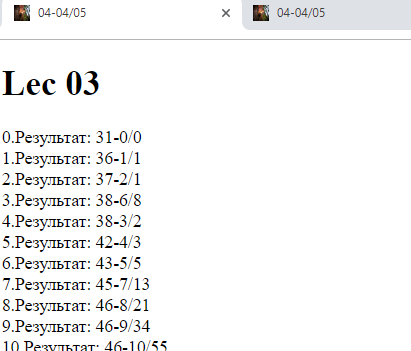 04-04/05
04-04/05
Lec 03
0.Результат: 31-0/0
1.Результат: 36-1/1
2.Результат: 37-2/1
3.Результат: 38-6/8
4.Результат: 38-3/2
5.Результат: 42-4/3
6.Результат: 43-5/5
7.Результат: 45-7/13
8.Результат: 46-8/21
9.Результат: 46-9/34
10.Результат: 46-10/55